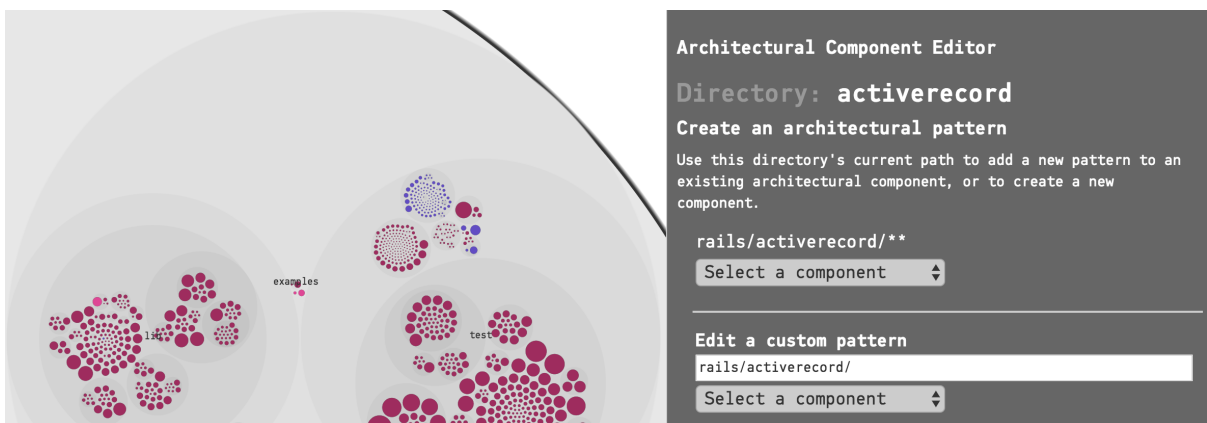 examples
lib
test
Architectural Component Editor
Directory: activerecord
Create an architectural pattern
Use this directory's current path to add a new pattern to an
existing architectural component, or to create a new
component.
rails/activerecord/**
Select a component
Edit a custom pattern
rails/activerecord/
Select a component